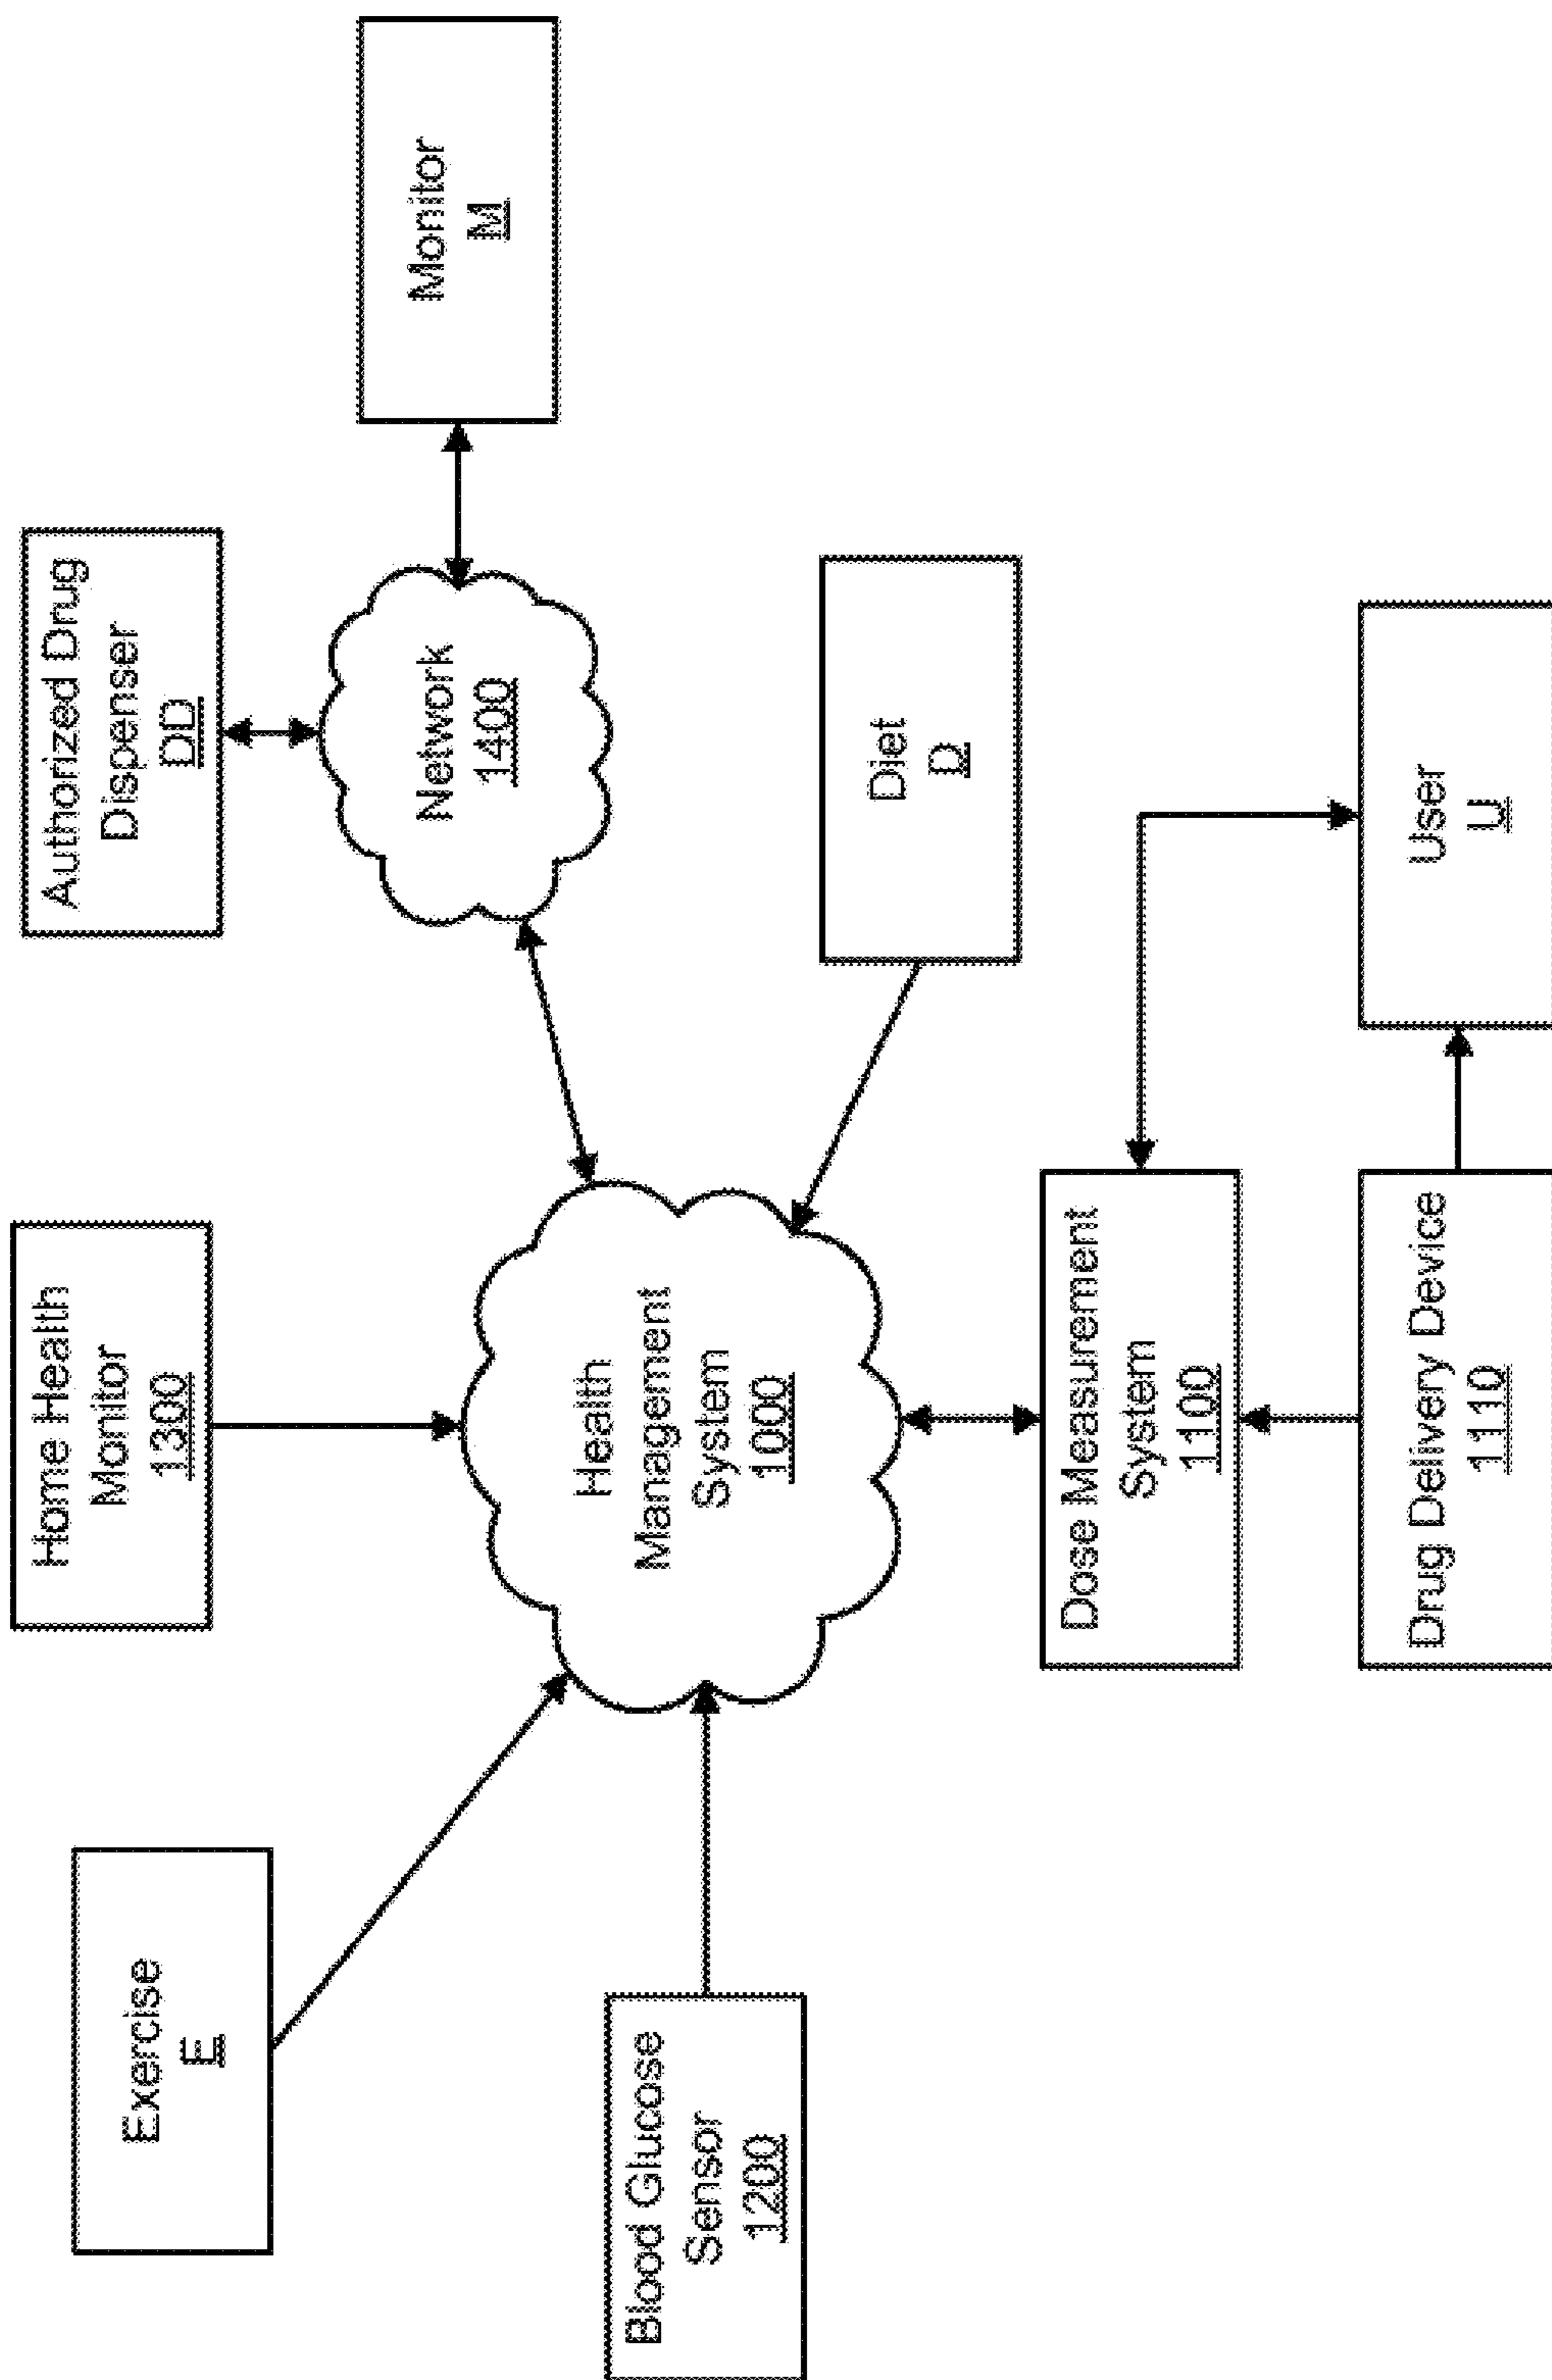 Exercise
E
Home Health
Monitor
1300
Authorized Drug
Dispenser
DD
Monitor
M
Network
1400
Blood Glucose
Sensor
1200
Health
Management
System
1000
Diet
D
Dose Measurement
System
1100
Drug Delivery Device
1110
User
U